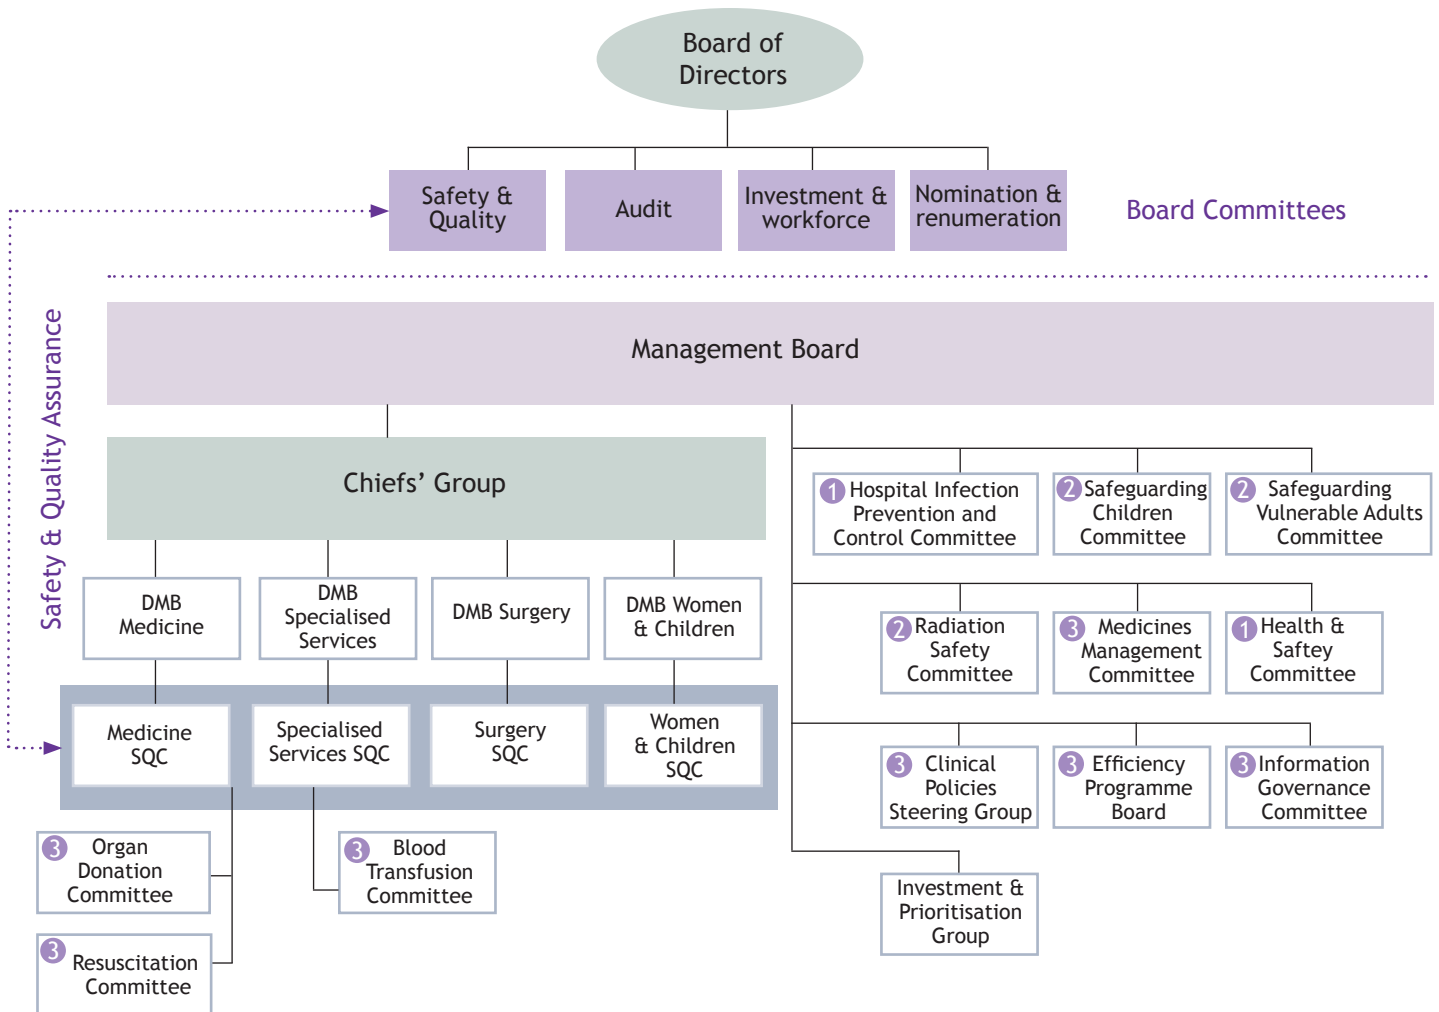 Board of
Directors
Safety &
Quality
Audit
Investment &
workforce
Nomination &
renumeration
Board Committees
Safety & Quality Assurance
Management Board
Chiefs' Group
1 Hospital Infection
Prevention and
Control Committee
2 Safeguarding
Children
Committee
2 Safeguarding
Vulnerable Adults
Committee
DMB
Medicine
DMB
Specialised
Services
DMB Surgery
DMB Women
& Children
2 Radiation
Safety
Committee
3 Medicines
Management
Committee
1 Health &
Saftey
Committee
Medicine
SQC
Specialised
Services SQC
Surgery
SQC
Women
& Children
SQC
3 Clinical
Policies
Steering Group
3 Efficiency
Programme
Board
3 Information
Governance
Committee
3 Organ
Donation
Committee
3 Blood
Transfusion
Committee
Investment &
Prioritisation
Group
3 Resuscitation
Committee